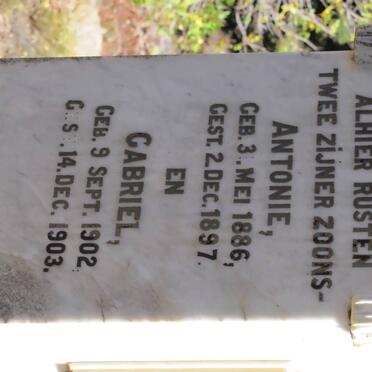 ALHIER RUSTEN
TWEE ZIJNER ZOONS-
ANTONIE,
GEB. 3. MEI 1886,
GEST. 2. DEC. 1897.
EN
GABRIEL,
GEB. 9 SEPT. 1902.
G. S. 14. DEC. 1903.